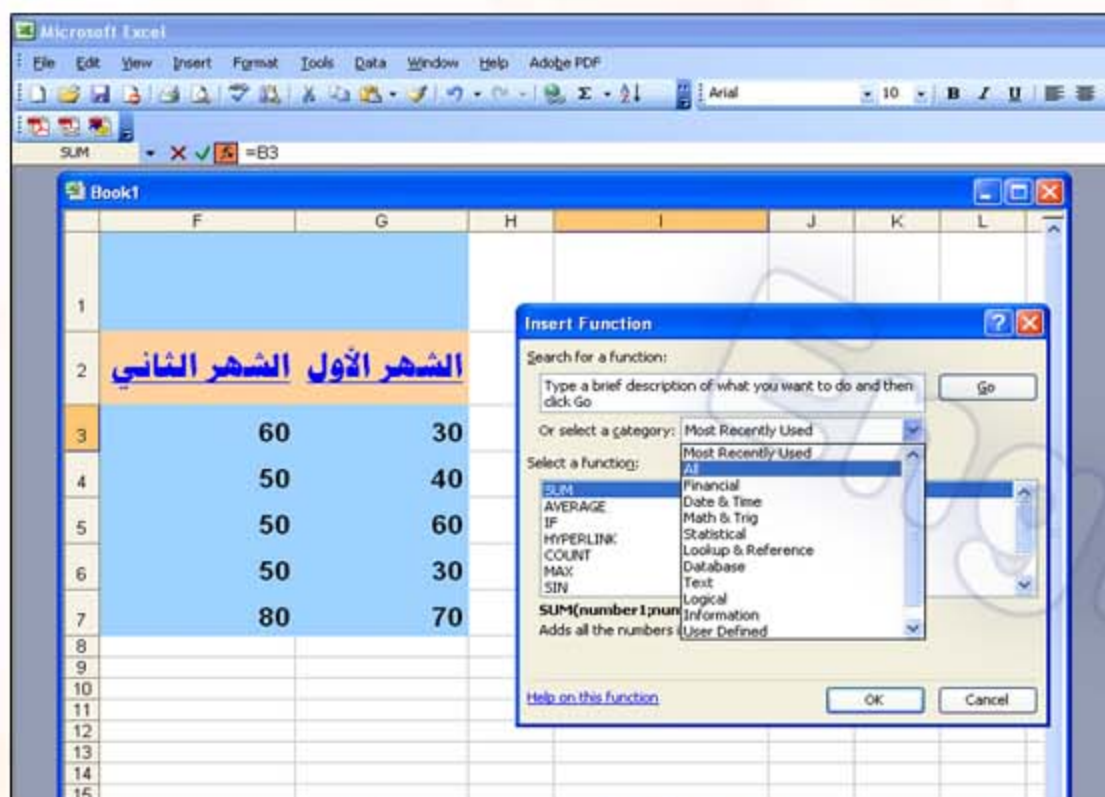 Microsoft Excel
File Edit View Insert Format Tools Data Window Help Adobe PDF
Arial 10 B I U
SUM =B3
Book1
F G H I J K L
1
2 الشهر الثاني الشهر الأول
3 60 30
4 50 40
5 50 60
6 50 30
7 80 70
8
9
10
11
12
13
14
15
Insert Function
Search for a function:
Type a brief description of what you want to do and then
click Go
Go
Or select a category: Most Recently Used
Most Recently Used
All
Financial
Date & Time
Math & Trig
Statistical
Lookup & Reference
Database
Text
Logical
Information
User Defined
Select a function:
SUM
AVERAGE
IF
HYPERLINK
COUNT
MAX
SIN
SUM(number1;num
Adds all the numbers
Help on this function
OK Cancel